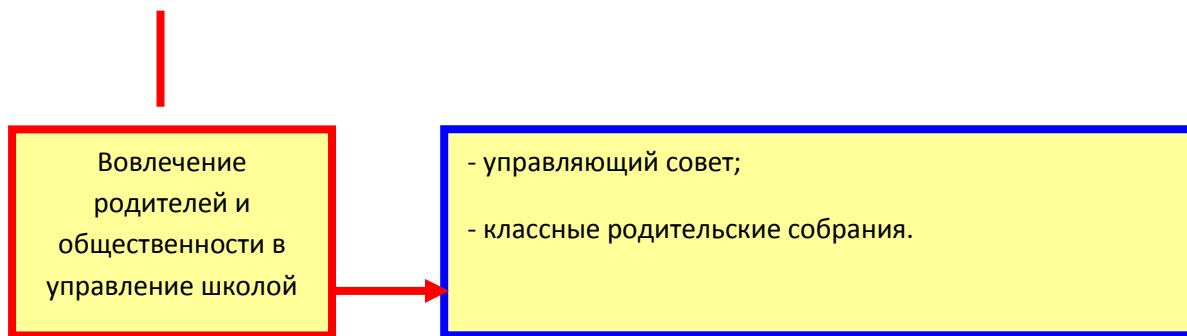 Вовлечение
родителей и
общественности в
управление школой
- управляющий совет;
- классные родительские собрания.